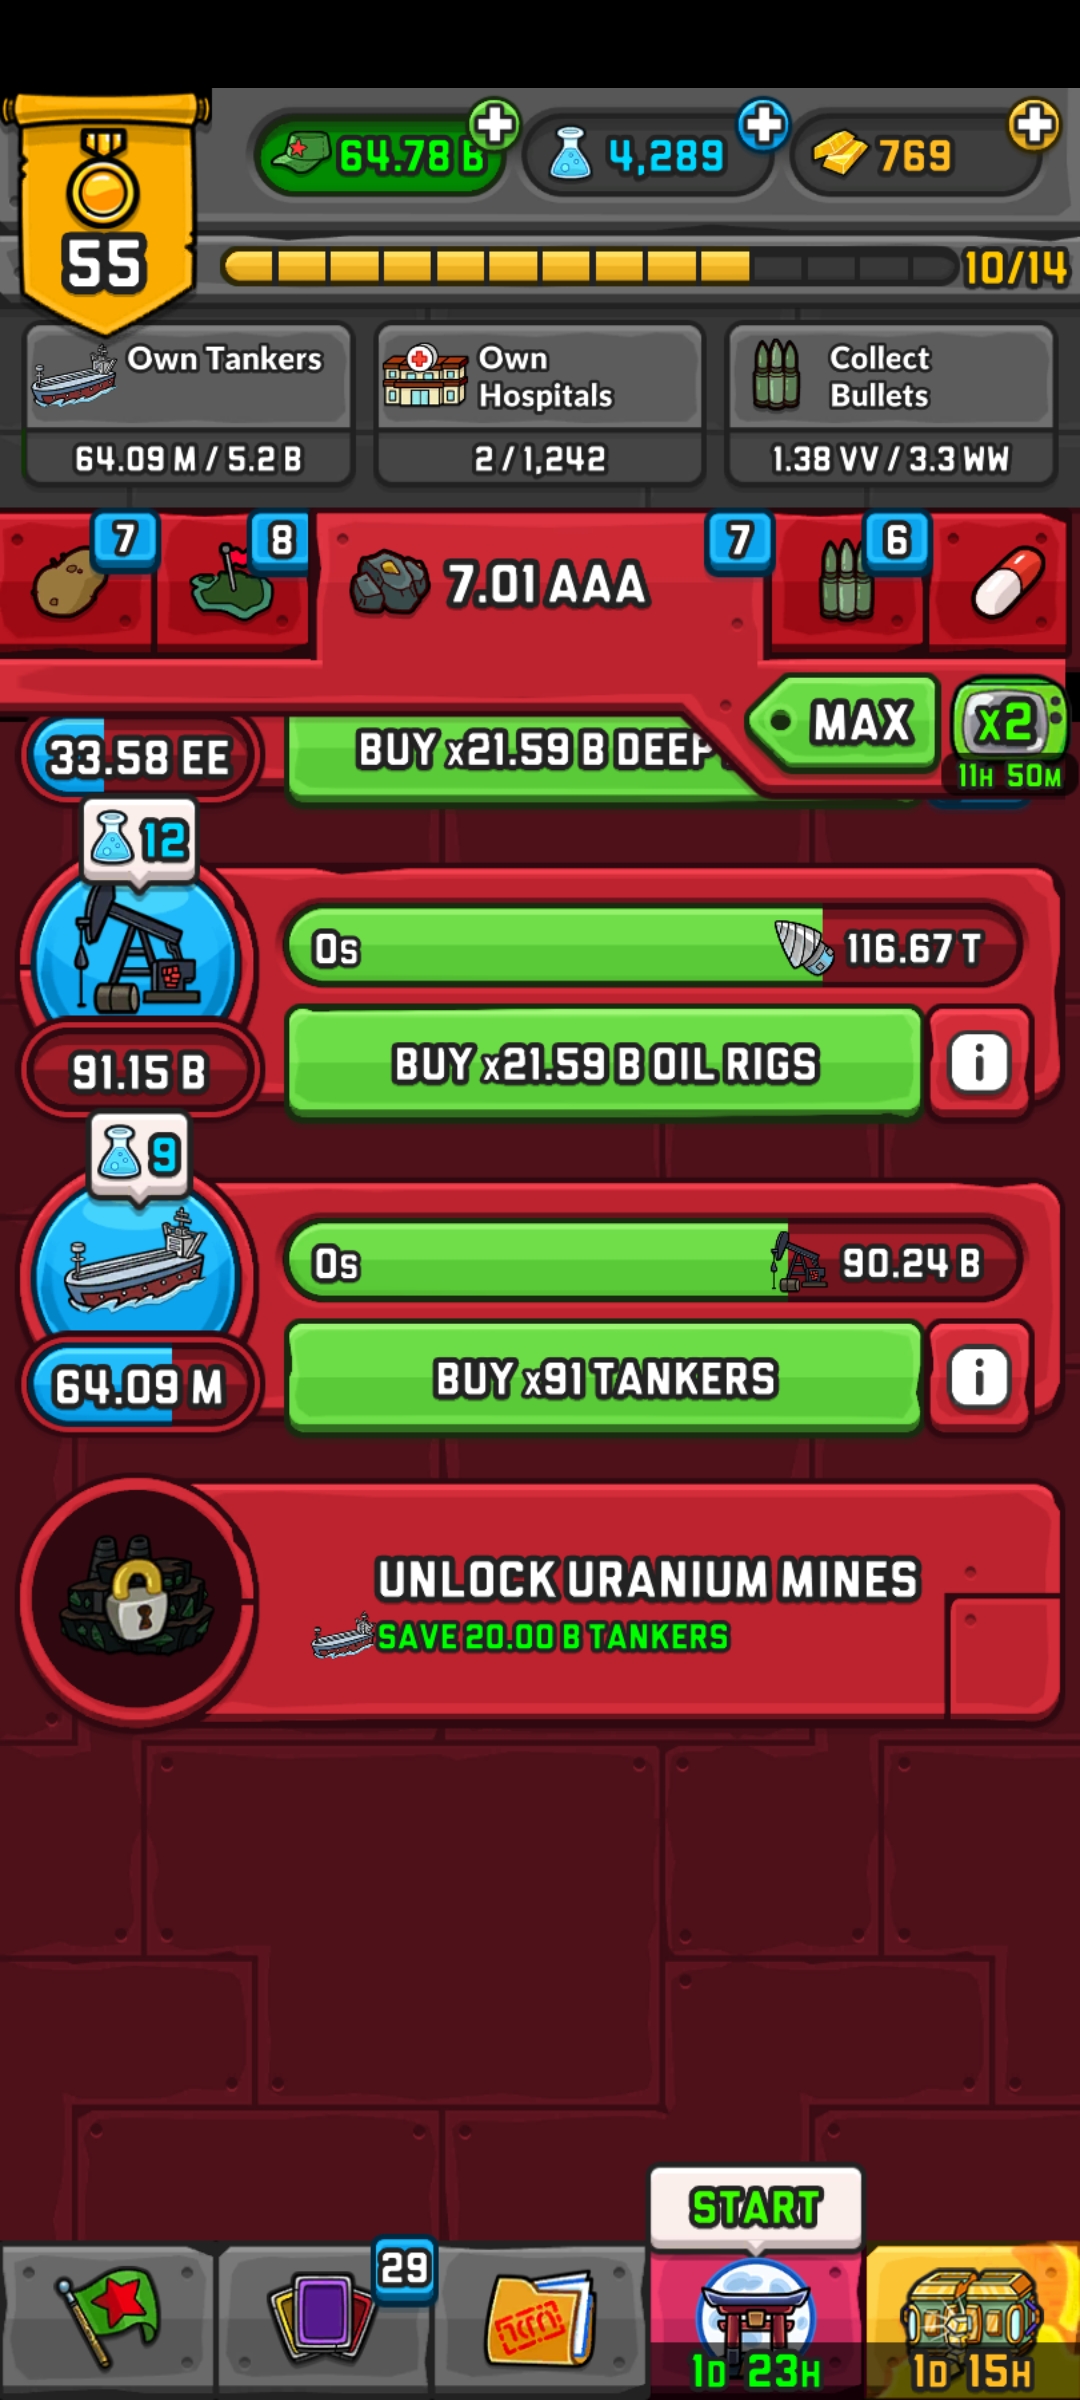 64.78 B
4,289
769
55
10/14
Own Tankers
64.09 M / 5.2 B
Own
Hospitals
2 / 1,242
Collect
Bullets
1.38 VV / 3.3 WW
7
8
7.01 AAA
7
6
MAX
x2
11H 50M
33.58 EE
BUY x21.59 B DEEP
12
0s
116.67 T
91.15 B
BUY x21.59 B OIL RIGS
i
9
0s
90.24 B
64.09 M
BUY x91 TANKERS
i
UNLOCK URANIUM MINES
SAVE 20.00 B TANKERS
START
29
1D 23H
1D 15H